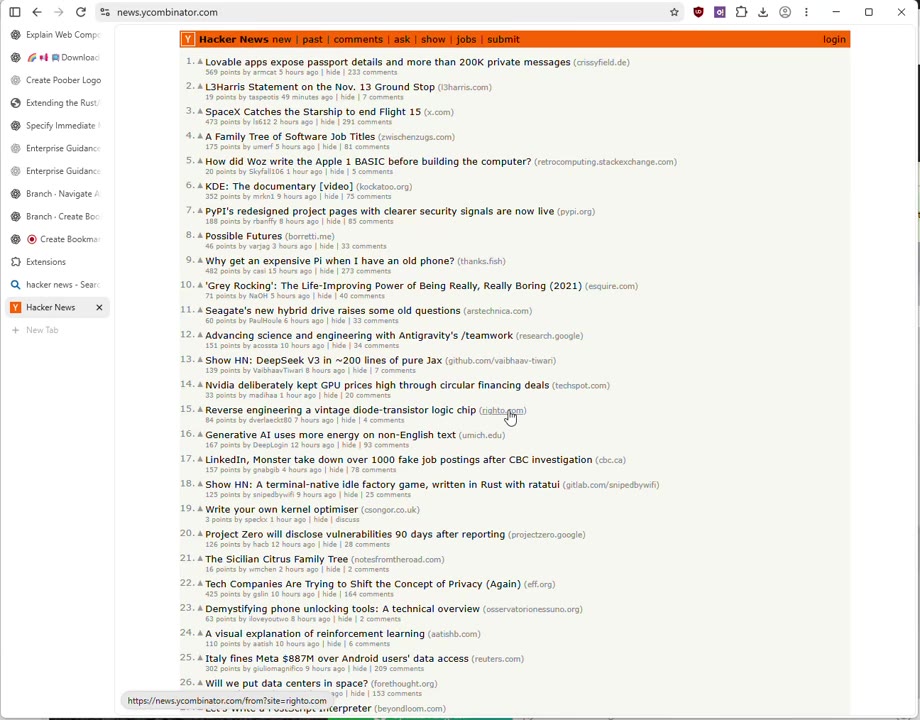 news.ycombinator.com
Explain Web Compo
Download
Create Poober Logo
Extending the Rust/
Specify Immediate I
Enterprise Guidance
Enterprise Guidance
Branch - Navigate A
Branch - Create Boo
Create Bookmar
Extensions
hacker news - Searc
Hacker News
New Tab
Y Hacker News new | past | comments | ask | show | jobs | submit login
1. Lovable apps expose passport details and more than 200K private messages (crissyfield.de)
569 points by armcat 5 hours ago | hide | 233 comments
2. L3Harris Statement on the Nov. 13 Ground Stop (l3harris.com)
19 points by taspeotis 49 minutes ago | hide | 7 comments
3. SpaceX Catches the Starship to end Flight 15 (x.com)
473 points by ls612 2 hours ago | hide | 291 comments
4. A Family Tree of Software Job Titles (zwischenzugs.com)
175 points by umerf 5 hours ago | hide | 81 comments
5. How did Woz write the Apple 1 BASIC before building the computer? (retrocomputing.stackexchange.com)
20 points by Skyfall106 1 hour ago | hide | 5 comments
6. KDE: The documentary [video] (kockatoo.org)
352 points by mrkn1 9 hours ago | hide | 75 comments
7. PyPI's redesigned project pages with clearer security signals are now live (pypi.org)
188 points by rbanffy 8 hours ago | hide | 85 comments
8. Possible Futures (borretti.me)
46 points by varjag 3 hours ago | hide | 33 comments
9. Why get an expensive Pi when I have an old phone? (thanks.fish)
482 points by casi 15 hours ago | hide | 273 comments
10. 'Grey Rocking': The Life-Improving Power of Being Really, Really Boring (2021) (esquire.com)
71 points by NaOH 5 hours ago | hide | 40 comments
11. Seagate's new hybrid drive raises some old questions (arstechnica.com)
60 points by PaulHoule 6 hours ago | hide | 33 comments
12. Advancing science and engineering with Antigravity's /teamwork (research.google)
151 points by acossta 10 hours ago | hide | 34 comments
13. Show HN: DeepSeek V3 in ~200 lines of pure Jax (github.com/vaibhaav-tiwari)
139 points by VaibhaavTiwari 8 hours ago | hide | 7 comments
14. Nvidia deliberately kept GPU prices high through circular financing deals (techspot.com)
33 points by madihaa 1 hour ago | hide | 20 comments
15. Reverse engineering a vintage diode-transistor logic chip (righto.com)
84 points by dverlaeckt80 7 hours ago | hide | 4 comments
16. Generative AI uses more energy on non-English text (umich.edu)
167 points by DeepLogin 12 hours ago | hide | 93 comments
17. LinkedIn, Monster take down over 1000 fake job postings after CBC investigation (cbc.ca)
157 points by gnabgib 4 hours ago | hide | 78 comments
18. Show HN: A terminal-native idle factory game, written in Rust with ratatui (gitlab.com/snipedbywifi)
125 points by snipedbywifi 9 hours ago | hide | 25 comments
19. Write your own kernel optimiser (csongor.co.uk)
3 points by speckx 1 hour ago | hide | discuss
20. Project Zero will disclose vulnerabilities 90 days after reporting (projectzero.google)
126 points by hacb 12 hours ago | hide | 28 comments
21. The Sicilian Citrus Family Tree (notesfromtheroad.com)
16 points by wmchen 2 hours ago | hide | 2 comments
22. Tech Companies Are Trying to Shift the Concept of Privacy (Again) (eff.org)
425 points by gslin 10 hours ago | hide | 164 comments
23. Demystifying phone unlocking tools: A technical overview (osservatorionessuno.org)
63 points by iloveyoutwo 8 hours ago | hide | 2 comments
24. A visual explanation of reinforcement learning (aatishb.com)
110 points by aatish 10 hours ago | hide | 6 comments
25. Italy fines Meta $887M over Android users' data access (reuters.com)
302 points by giuliomagnifico 9 hours ago | hide | 209 comments
26. Will we put data centers in space? (forethought.org)
hours ago | hide | 153 comments
https://news.ycombinator.com/from?site=righto.com
Let's write a PostScript interpreter (beyondloom.com)